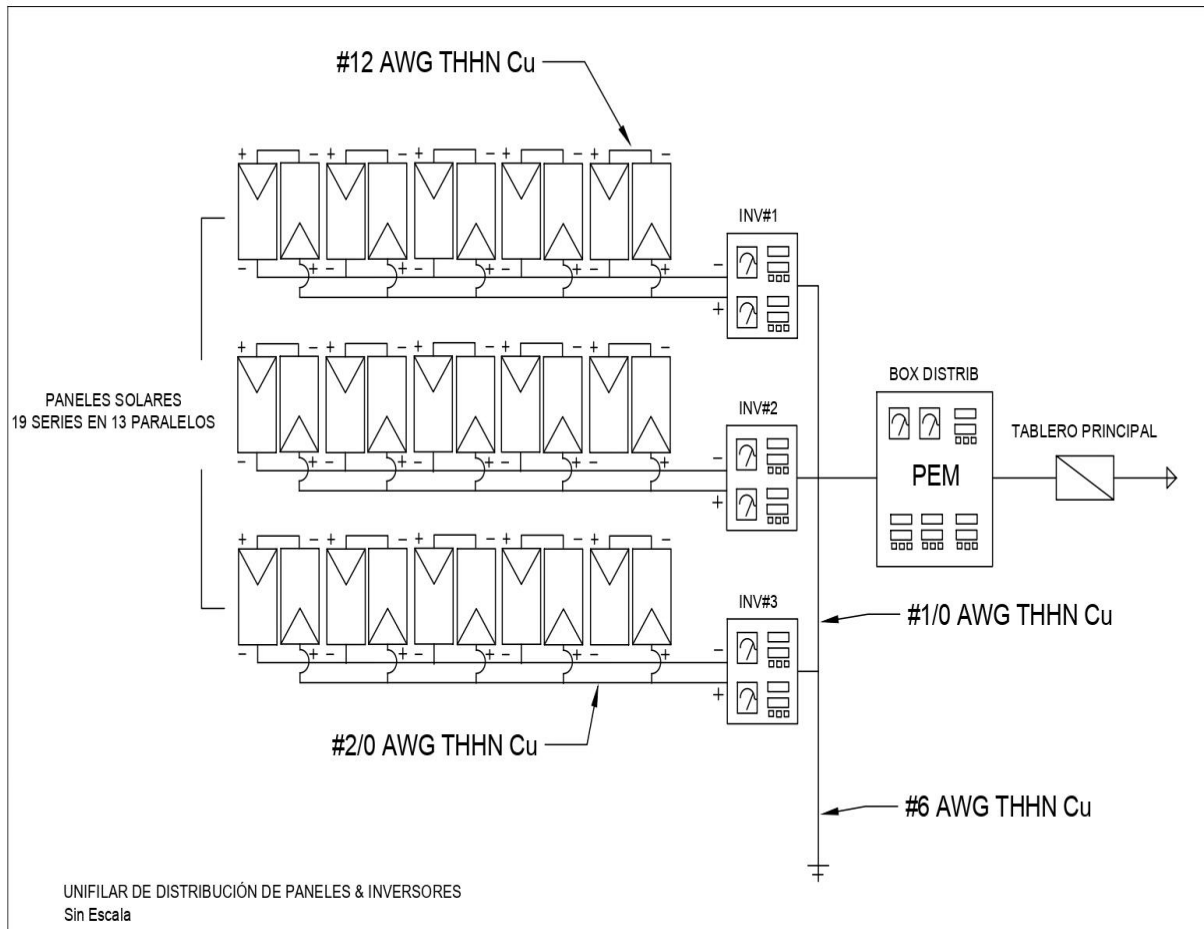 #12 AWG THHN Cu
INV#1
PANELES SOLARES
19 SERIES EN 13 PARALELOS
INV#2
BOX DISTRIB
PEM
TABLERO PRINCIPAL
INV#3
#1/0 AWG THHN Cu
#2/0 AWG THHN Cu
#6 AWG THHN Cu
UNIFILAR DE DISTRIBUCIÓN DE PANELES & INVERSORES
Sin Escala